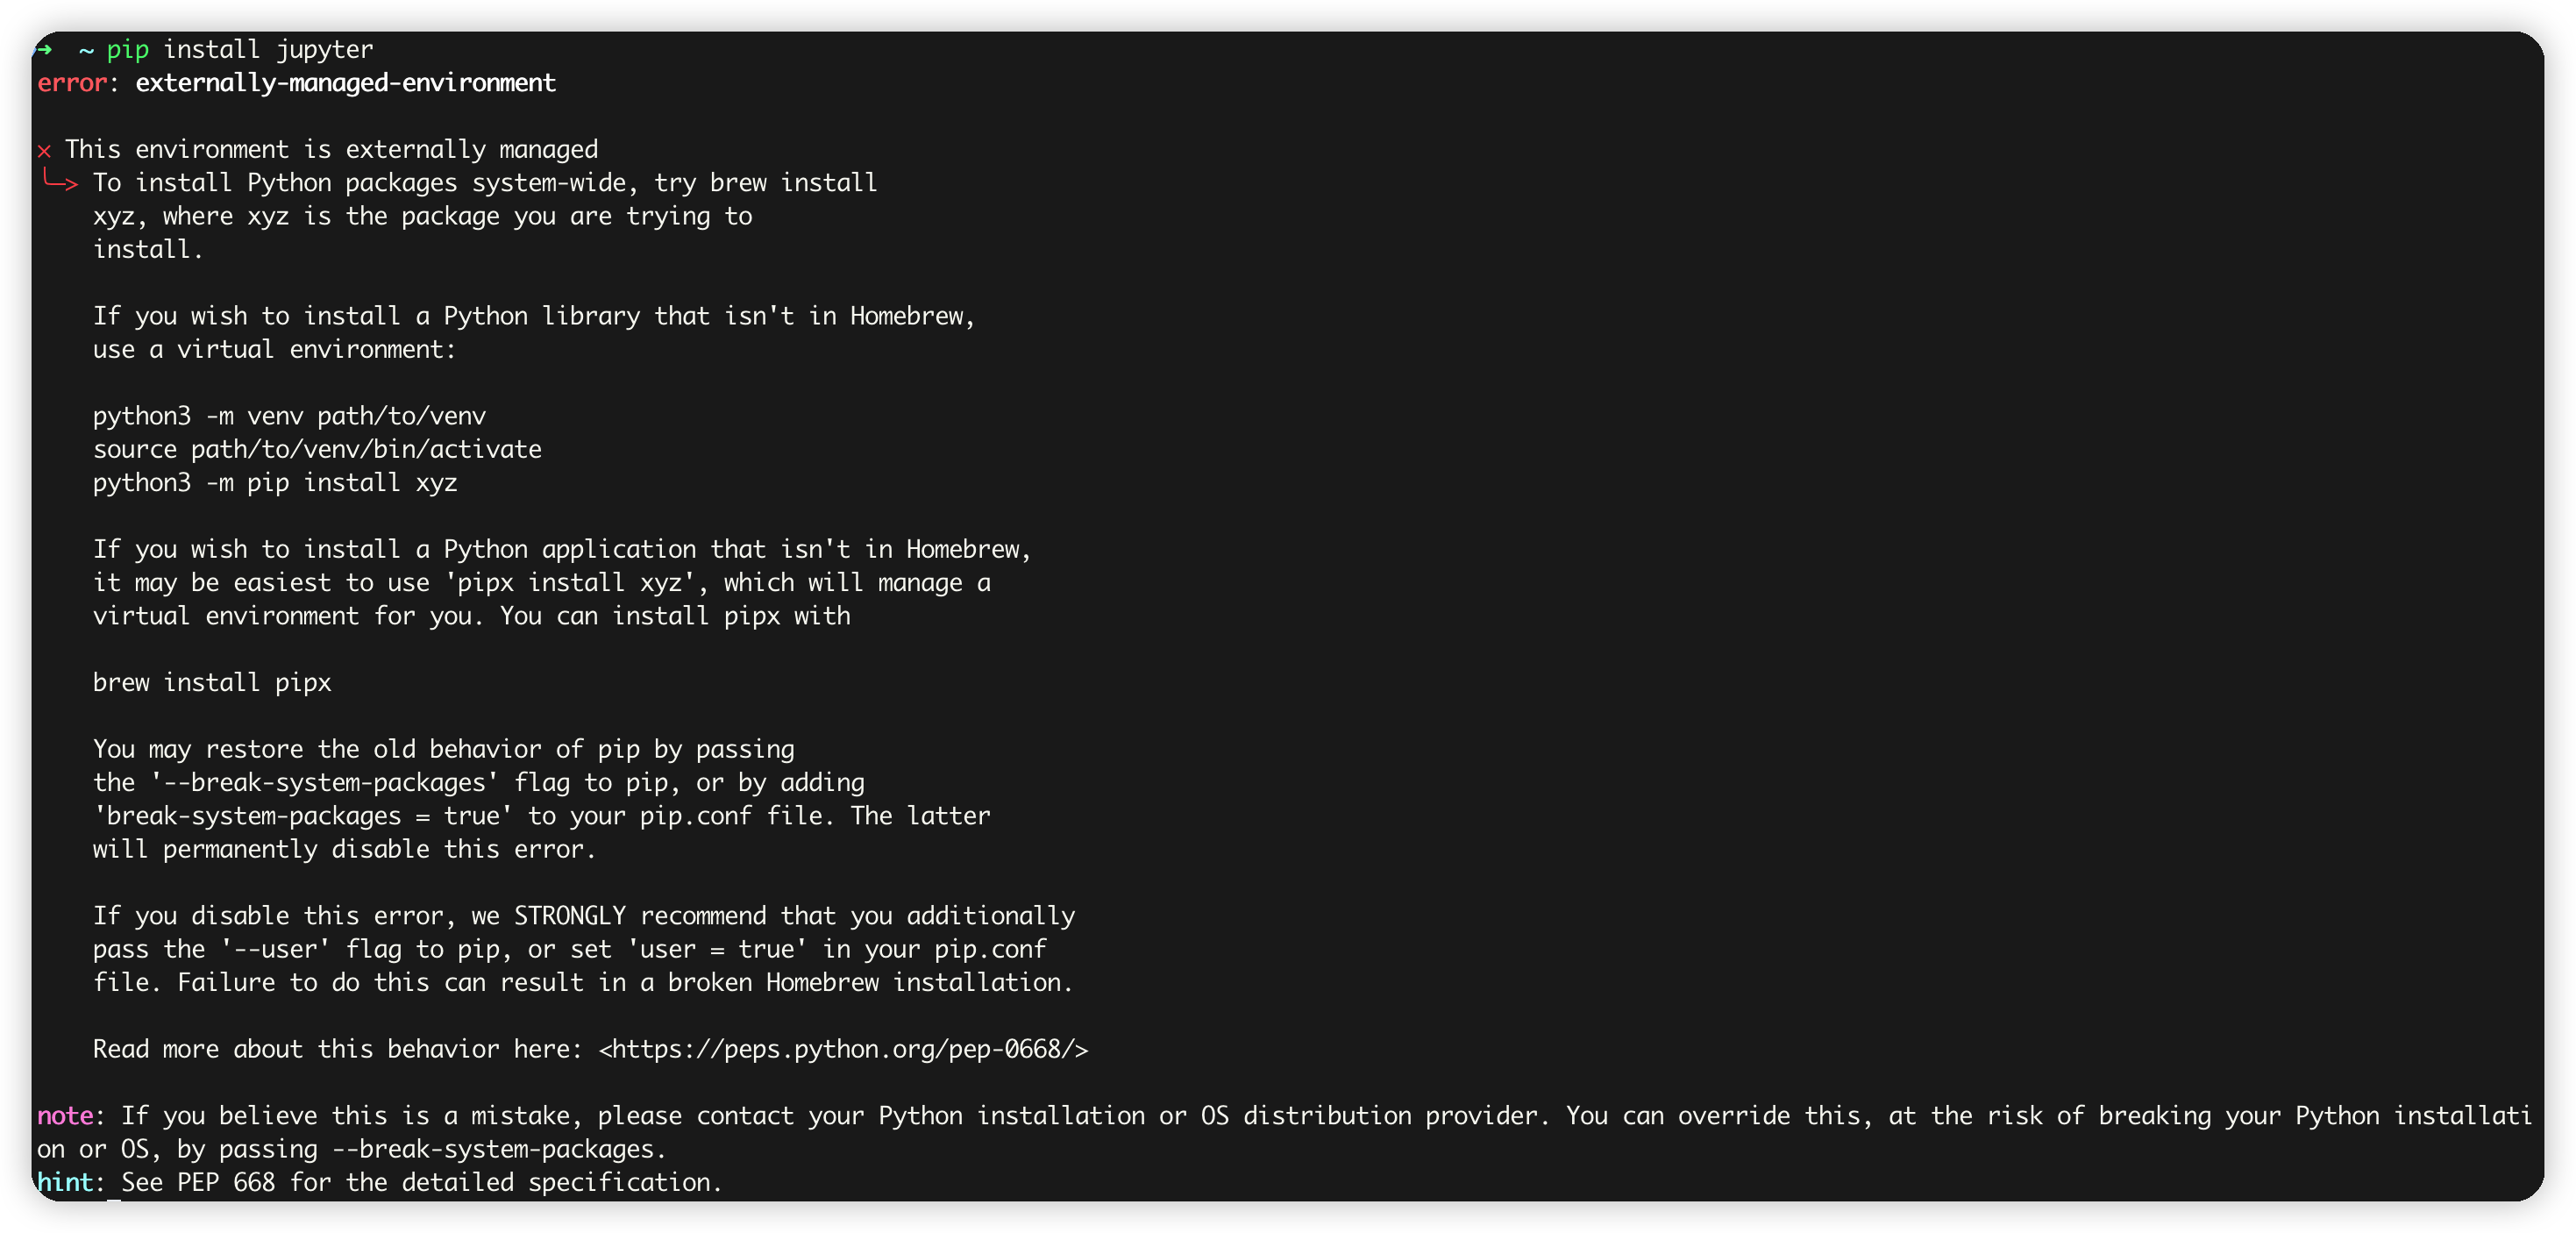 ➜  ~ pip install jupyter
error: externally-managed-environment

× This environment is externally managed
╰─> To install Python packages system-wide, try brew install
    xyz, where xyz is the package you are trying to
    install.

    If you wish to install a Python library that isn't in Homebrew,
    use a virtual environment:

    python3 -m venv path/to/venv
    source path/to/venv/bin/activate
    python3 -m pip install xyz

    If you wish to install a Python application that isn't in Homebrew,
    it may be easiest to use 'pipx install xyz', which will manage a
    virtual environment for you. You can install pipx with

    brew install pipx

    You may restore the old behavior of pip by passing
    the '--break-system-packages' flag to pip, or by adding
    'break-system-packages = true' to your pip.conf file. The latter
    will permanently disable this error.

    If you disable this error, we STRONGLY recommend that you additionally
    pass the '--user' flag to pip, or set 'user = true' in your pip.conf
    file. Failure to do this can result in a broken Homebrew installation.

    Read more about this behavior here: <https://peps.python.org/pep-0668/>

note: If you believe this is a mistake, please contact your Python installation or OS distribution provider. You can override this, at the risk of breaking your Python installati
on or OS, by passing --break-system-packages.
hint: See PEP 668 for the detailed specification.